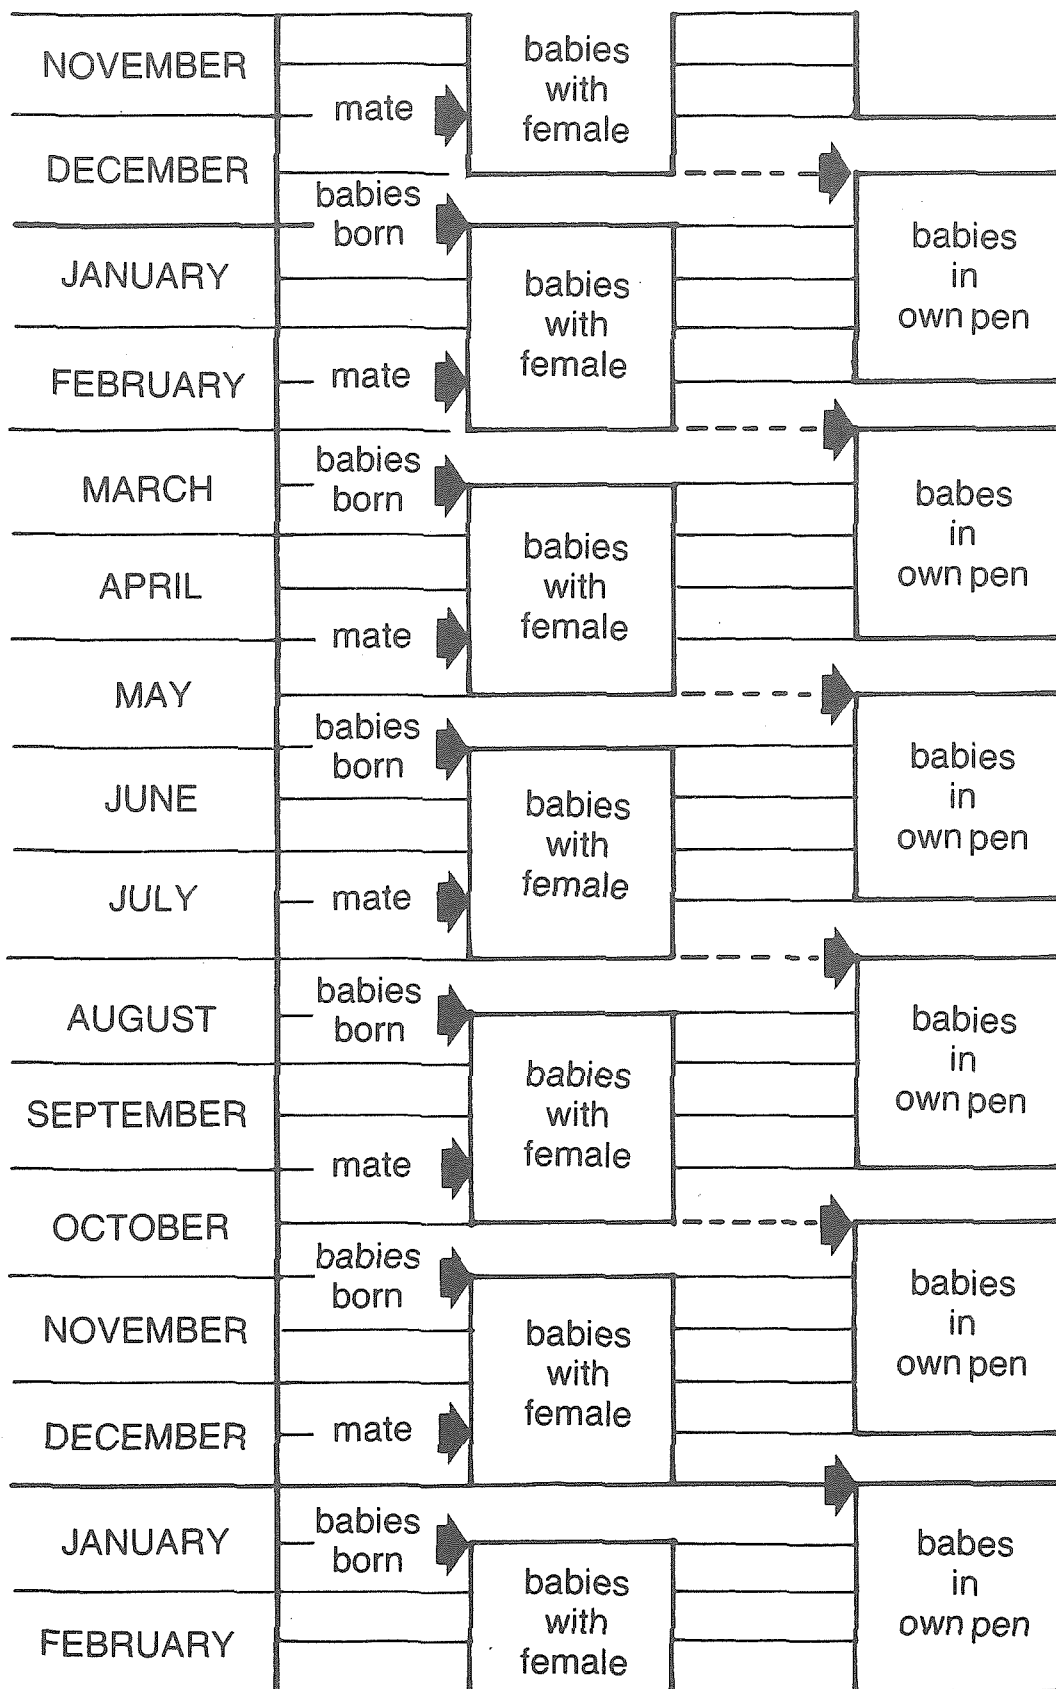 NOVEMBER
babies
with
female
mate
DECEMBER
babies
born
babies
in
own pen
JANUARY
babies
with
female
FEBRUARY
mate
MARCH
babies
born
babes
in
own pen
APRIL
babies
with
female
mate
MAY
babies
born
babies
in
own pen
JUNE
babies
with
female
JULY
mate
AUGUST
babies
born
babies
in
own pen
SEPTEMBER
babies
with
female
mate
OCTOBER
babies
born
babies
in
own pen
NOVEMBER
babies
with
female
DECEMBER
mate
JANUARY
babies
born
babes
in
own pen
FEBRUARY
babies
with
female